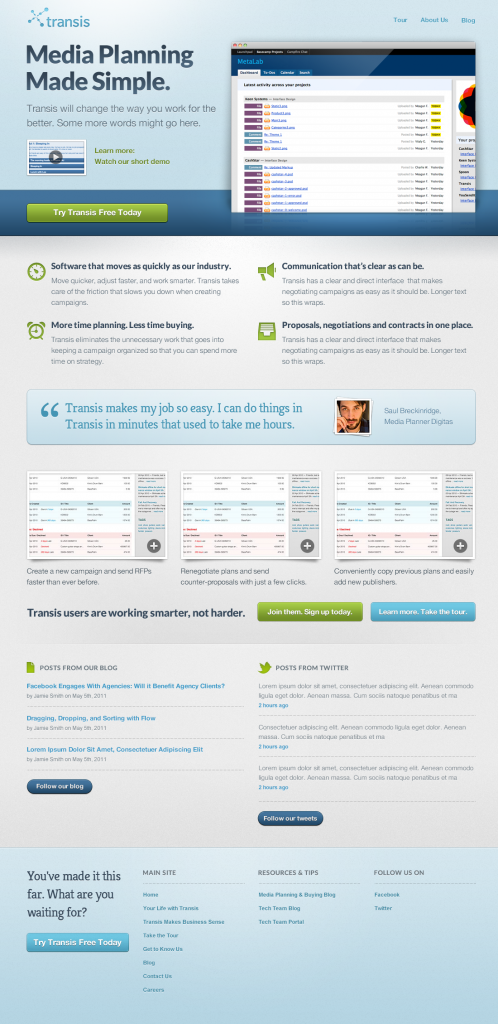 transis
Tour About Us Blog
Media Planning
Made Simple.
Transis will change the way you work for the
better. Some more words might go here.
Learn more:
Watch our short demo
Try Transis Free Today
MetaLab
Dashboard To-Dos Calendar Search
Latest activity across your projects
Software that moves as quickly as our industry.
Move quicker, adjust faster, and work smarter. Transis takes
care of the friction that slows you down when creating
campaigns.
Communication that's clear as can be.
Transis has a clear and direct interface that makes
negotiating campaigns as easy as it should be. Longer text
so this wraps.
More time planning. Less time buying.
Transis eliminates the unnecessary work that goes into
keeping a campaign organized so that you can spend more
time on strategy.
Proposals, negotiations and contracts in one place.
Transis has a clear and direct interface that makes
negotiating campaigns as easy as it should be. Longer text
so this wraps.
“ Transis makes my job so easy. I can do things in
Transis in minutes that used to take me hours.
Saul Breckinridge,
Media Planner Digitas
Create a new campaign and send RFPs
faster than ever before.
Renegotiate plans and send
counter-proposals with just a few clicks.
Conveniently copy previous plans and easily
add new publishers.
Transis users are working smarter, not harder.
Join them. Sign up today.
Learn more. Take the tour.
POSTS FROM OUR BLOG
Facebook Engages With Agencies: Will it Benefit Agency Clients?
by Jamie Smith on May 5th, 2011
Dragging, Dropping, and Sorting with Flow
by Jamie Smith on May 5th, 2011
Lorem Ipsum Dolor Sit Amet, Consectetuer Adipiscing Elit
by Jamie Smith on May 5th, 2011
Follow our blog
POSTS FROM TWITTER
Lorem ipsum dolor sit amet, consectetuer adipiscing elit. Aenean commodo
ligula eget dolor. Aenean massa. Cum sociis natoque penatibus et ma
2 hours ago
Consectetuer adipiscing elit. Aenean commodo ligula eget dolor. Aenean
massa. Cum sociis natoque penatibus et ma
2 hours ago
Lorem ipsum dolor sit amet, consectetuer adipiscing elit. Aenean commodo
ligula eget dolor. Aenean massa. Cum sociis natoque penatibus et ma
2 hours ago
Follow our tweets
You've made it this
far. What are you
waiting for?
Try Transis Free Today
MAIN SITE
Home
Your Life with Transis
Transis Makes Business Sense
Take the Tour
Get to Know Us
Blog
Contact Us
Careers
RESOURCES & TIPS
Media Planning & Buying Blog
Tech Team Blog
Tech Team Portal
FOLLOW US ON
Facebook
Twitter